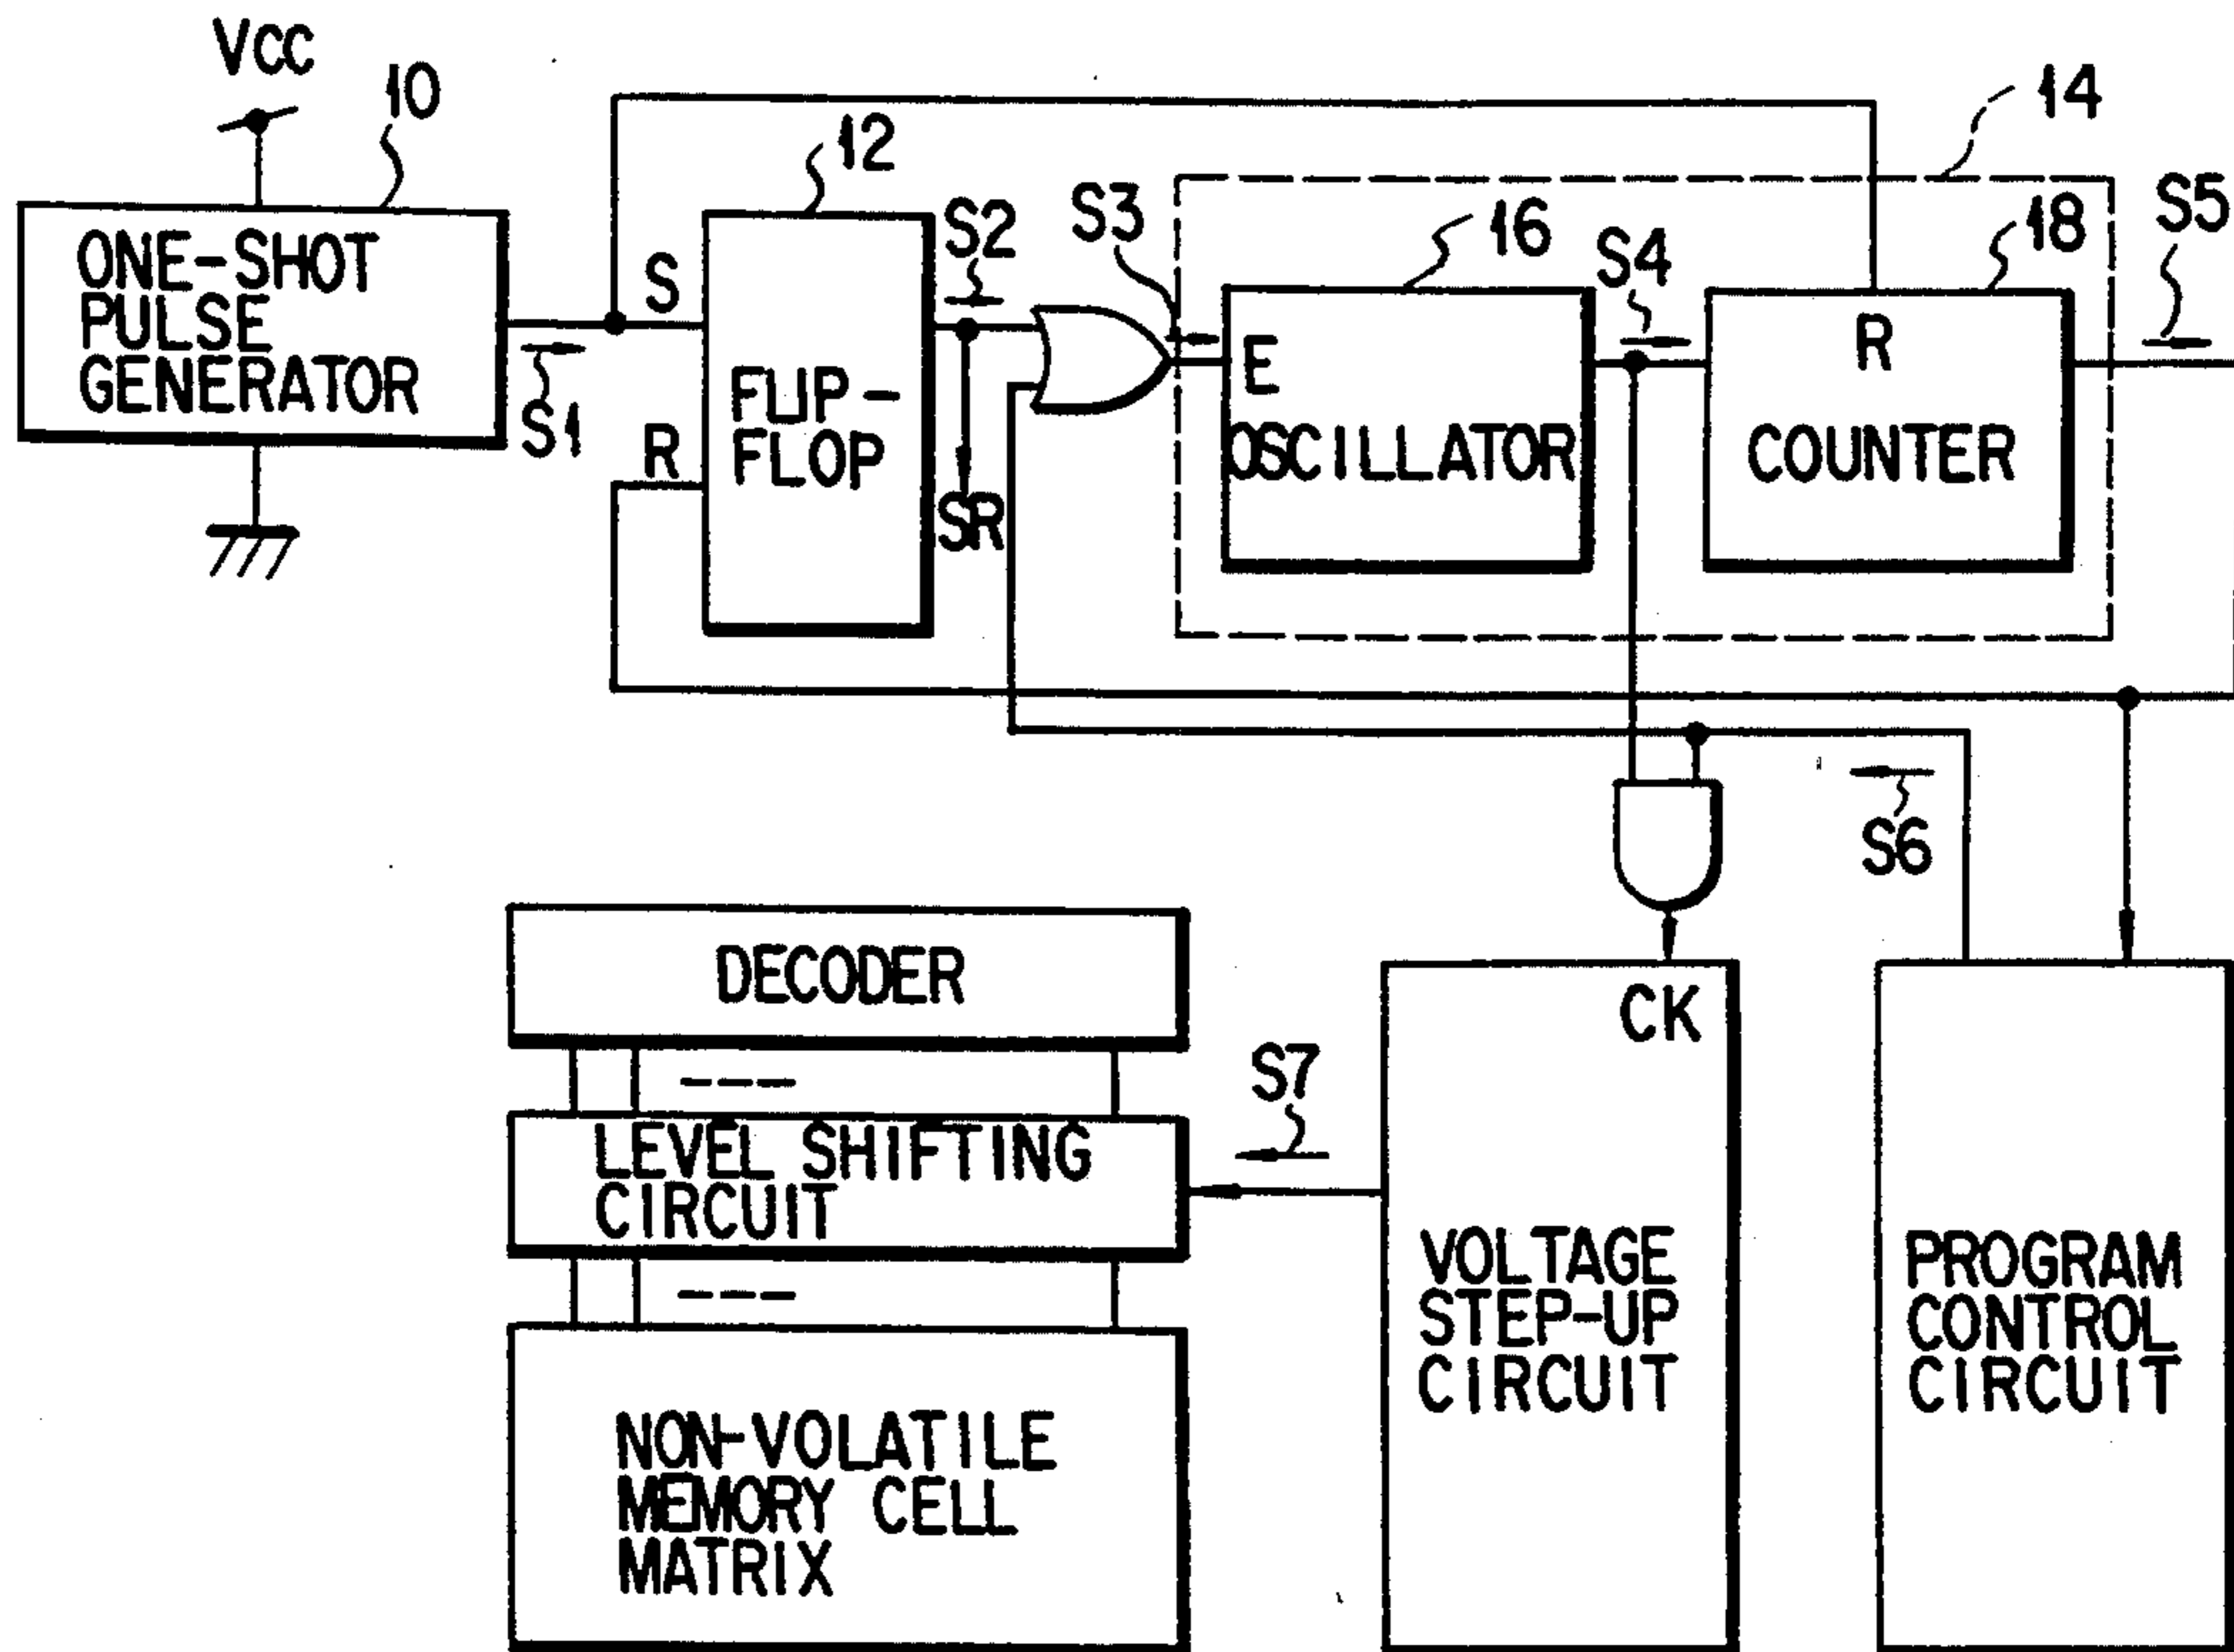 VCC
10
12
14
ONE-SHOT
PULSE
GENERATOR
S1
S
R
FLIP-
FLOP
S2
SR
S3
16
E
OSCILLATOR
S4
18
R
COUNTER
S5
S6
DECODER
LEVEL SHIFTING
CIRCUIT
S7
NON-VOLATILE
MEMORY CELL
MATRIX
CK
VOLTAGE
STEP-UP
CIRCUIT
PROGRAM
CONTROL
CIRCUIT